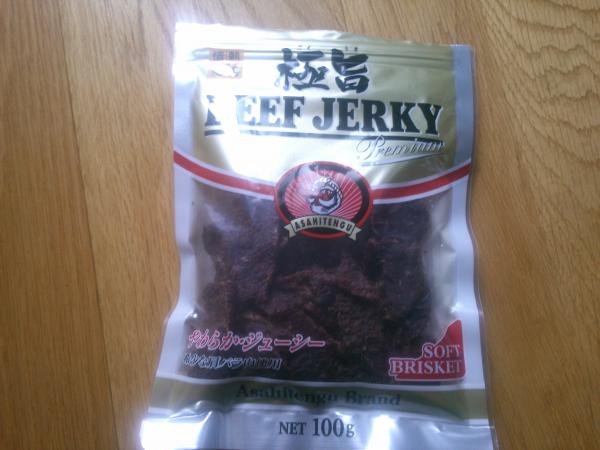 極旨
BEEF JERKY
Premium
ASAHITENGU
やわらか・ジューシー
SOFT
BRISKET
Asahitengu Brand
NET 100g